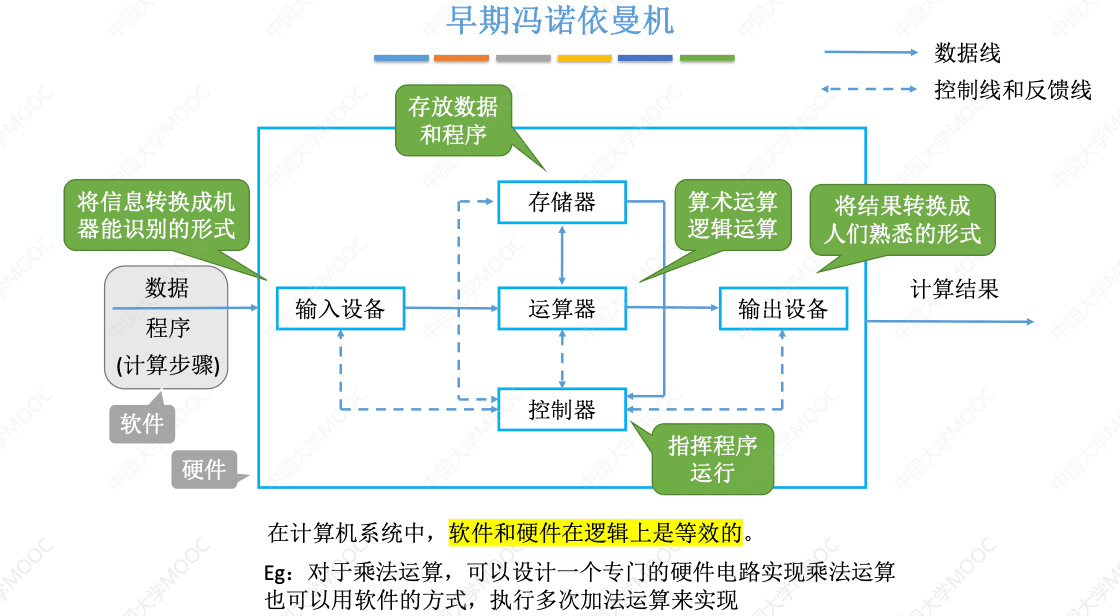 早期冯诺依曼机
数据线
控制线和反馈线
存放数据
和程序
将信息转换成机
器能识别的形式
存储器
算术运算
逻辑运算
将结果转换成
人们熟悉的形式
数据
程序
(计算步骤)
输入设备
运算器
输出设备
计算结果
软件
硬件
控制器
指挥程序
运行
在计算机系统中，软件和硬件在逻辑上是等效的。
Eg：对于乘法运算，可以设计一个专门的硬件电路实现乘法运算
也可以用软件的方式，执行多次加法运算来实现
中国大学MOOC